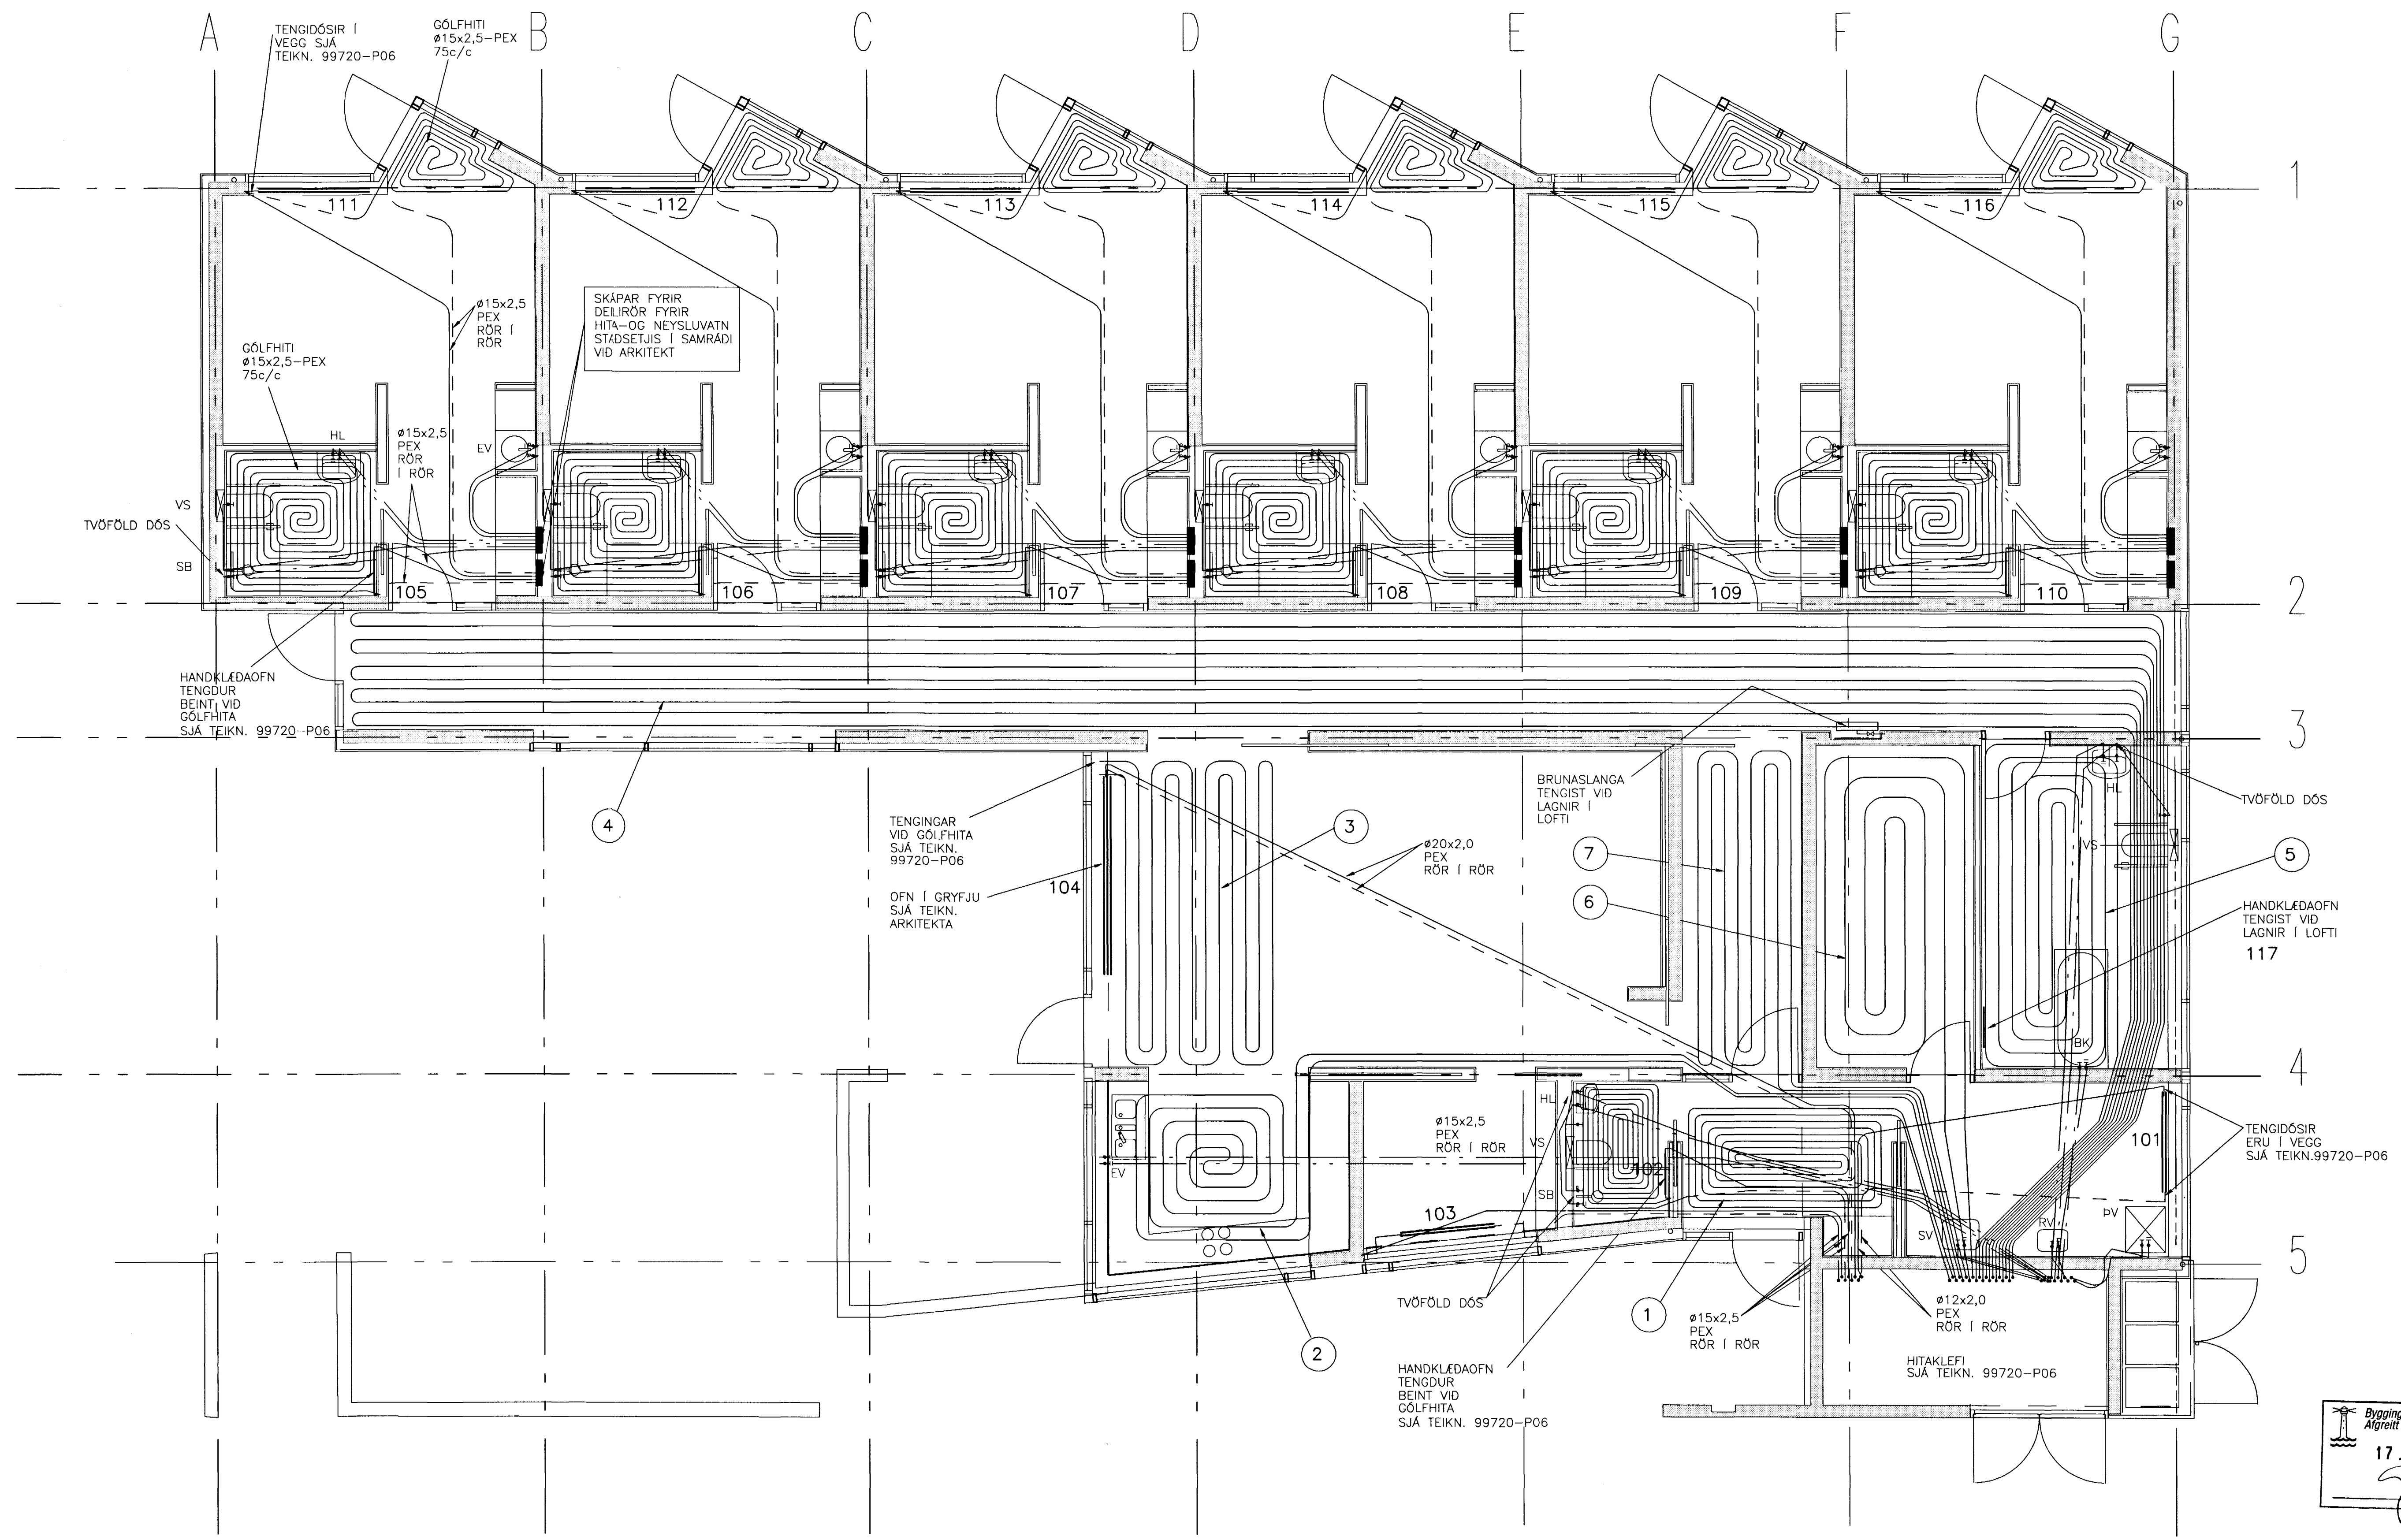 A
B
C
D
E
F
G
TENGIDÓSIR Í
VEGG SJÁ
TEIKN. 99720-P06
GÓLFHITI
ø15x2,5-PEX
75c/c
1
111
112
113
114
115
116
ø15x2,5
PEX
RÖR Í
RÖR
SKÁPAR FYRIR
DEILIRÖR FYRIR
HITA-OG NEYSLUVATN
STAÐSETJIS Í SAMRÁÐI
VIÐ ARKITEKT
GÓLFHITI
ø15x2,5-PEX
75c/c
HL
ø15x2,5
PEX
RÖR
Í RÖR
EV
VS
TVÖFÖLD DÓS
SB
105
106
107
108
109
110
2
HANDKLÆÐAOFN
TENGDUR
BEINT VIÐ
GÓLFHITA
SJÁ TEIKN. 99720-P06
3
4
TENGINGAR
VIÐ GÓLFHITA
SJÁ TEIKN.
99720-P06
OFN Í GRYFJU
SJÁ TEIKN.
ARKITEKTA
104
3
ø20x2,0
PEX
RÖR Í RÖR
BRUNASLANGA
TENGIST VIÐ
LAGNIR Í
LOFTI
7
6
HL
TVÖFÖLD DÓS
VS
5
HANDKLÆÐAOFN
TENGIST VIÐ
LAGNIR Í LOFTI
117
BK
4
EV
ø15x2,5
PEX
RÖR Í RÖR
HL
VS
SB
102
103
101
TENGIDÓSIR
ERU Í VEGG
SJÁ TEIKN.99720-P06
SV
RV
ÞV
5
TVÖFÖLD DÓS
2
1
ø15x2,5
PEX
RÖR Í RÖR
ø12x2,0
PEX
RÖR Í RÖR
HITAKLEFI
SJÁ TEIKN. 99720-P06
HANDKLÆÐAOFN
TENGDUR
BEINT VIÐ
GÓLFHITA
SJÁ TEIKN. 99720-P06
Bygging
Afgreitt
17